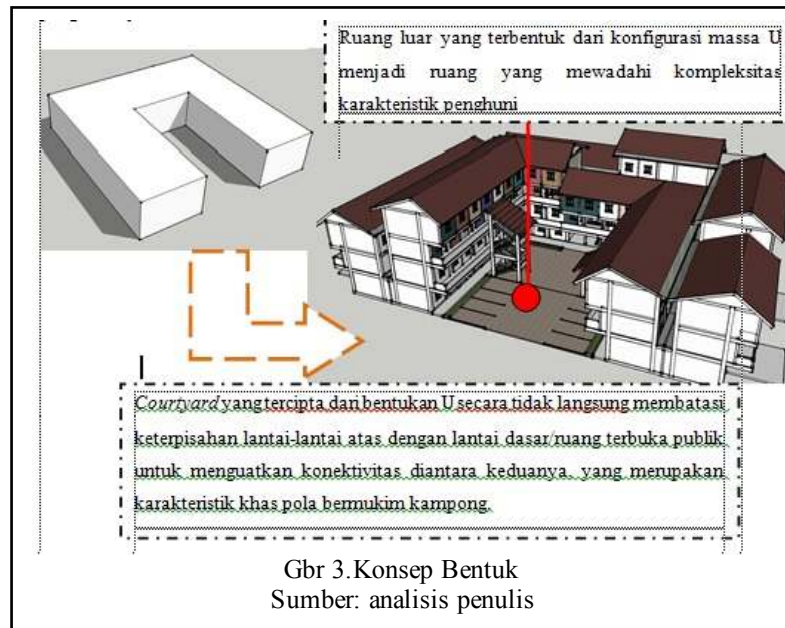 Ruang luar yang terbentuk dari konfigurasi massa U
menjadi ruang yang mewadahi kompleksitas
karakteristik penghuni
Courtyard yang tercipta dari bentukan U secara tidak langsung membatasi
keterpisahan lantai-lantai atas dengan lantai dasar/ruang terbuka publik
untuk menguatkan konektivitas diantara keduanya, yang merupakan
karakteristik khas pola bermukim kampong.
Gbr 3.Konsep Bentuk
Sumber: analisis penulis